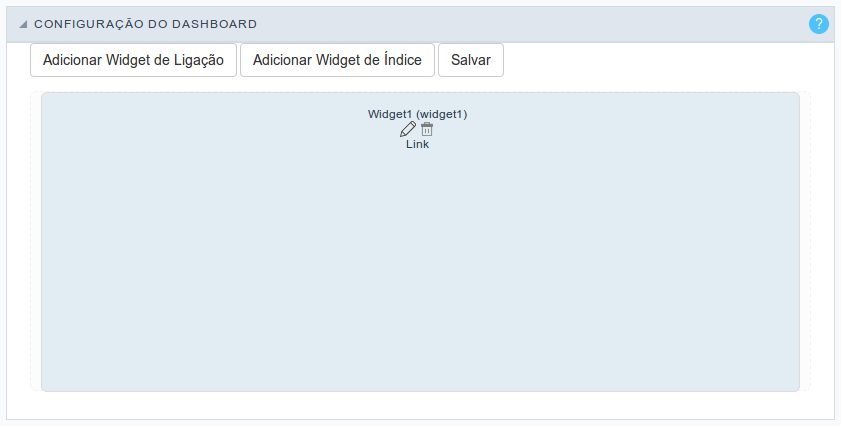 CONFIGURAÇÃO DO DASHBOARD
?
Adicionar Widget de Ligação
Adicionar Widget de Índice
Salvar
Widget1 (widget1)
Link